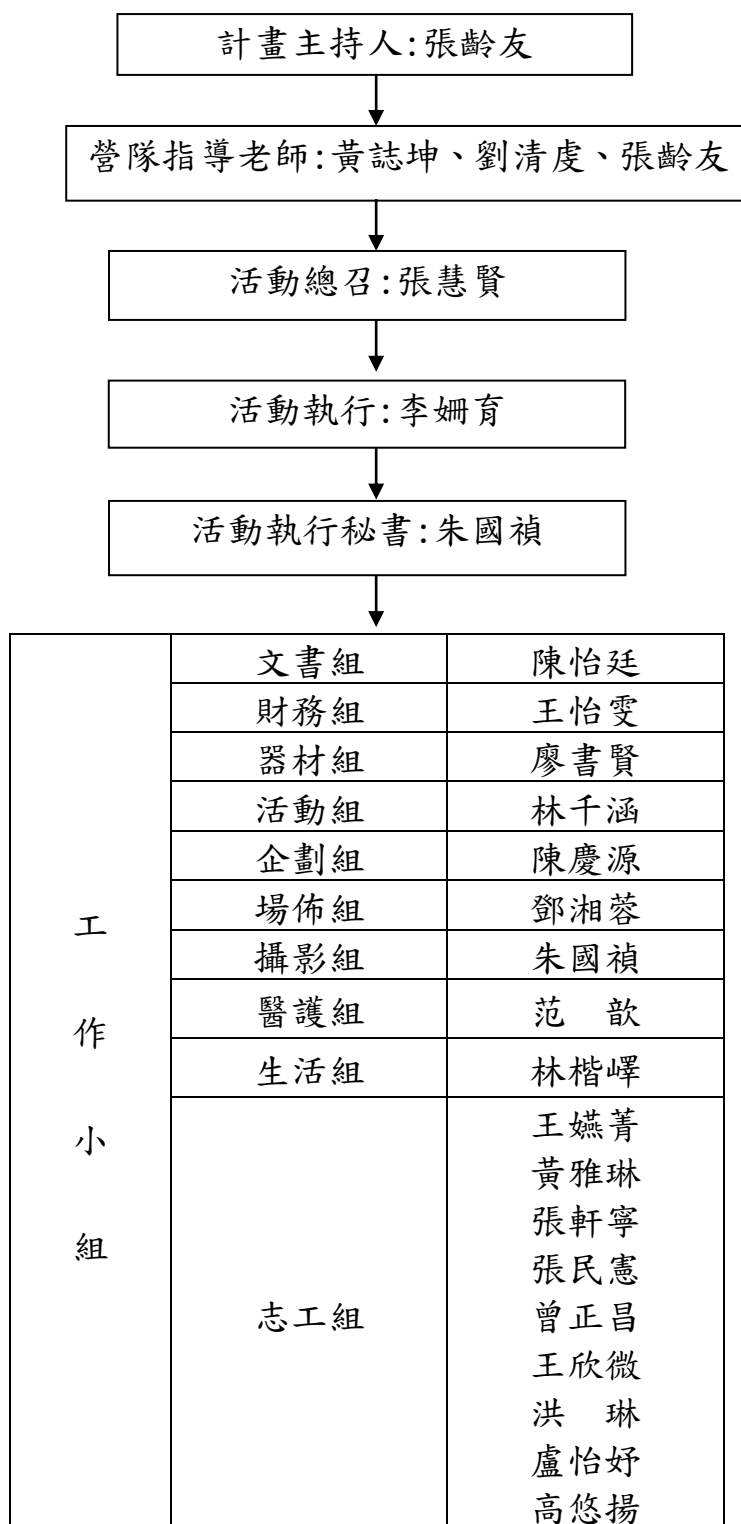 計畫主持人:張齡友
營隊指導老師:黃誌坤、劉清虔、張齡友
活動總召:張慧賢
活動執行:李姍育
活動執行秘書:朱國禎
工作小組
文書組 陳怡廷
財務組 王怡雯
器材組 廖書賢
活動組 林千涵
企劃組 陳慶源
場佈組 鄧湘蓉
攝影組 朱國禎
醫護組 范 歆
生活組 林楷嶧
志工組
王嬿菁
黃雅琳
張軒寧
張民憲
曾正昌
王欣微
洪 琳
盧怡妤
高悠揚